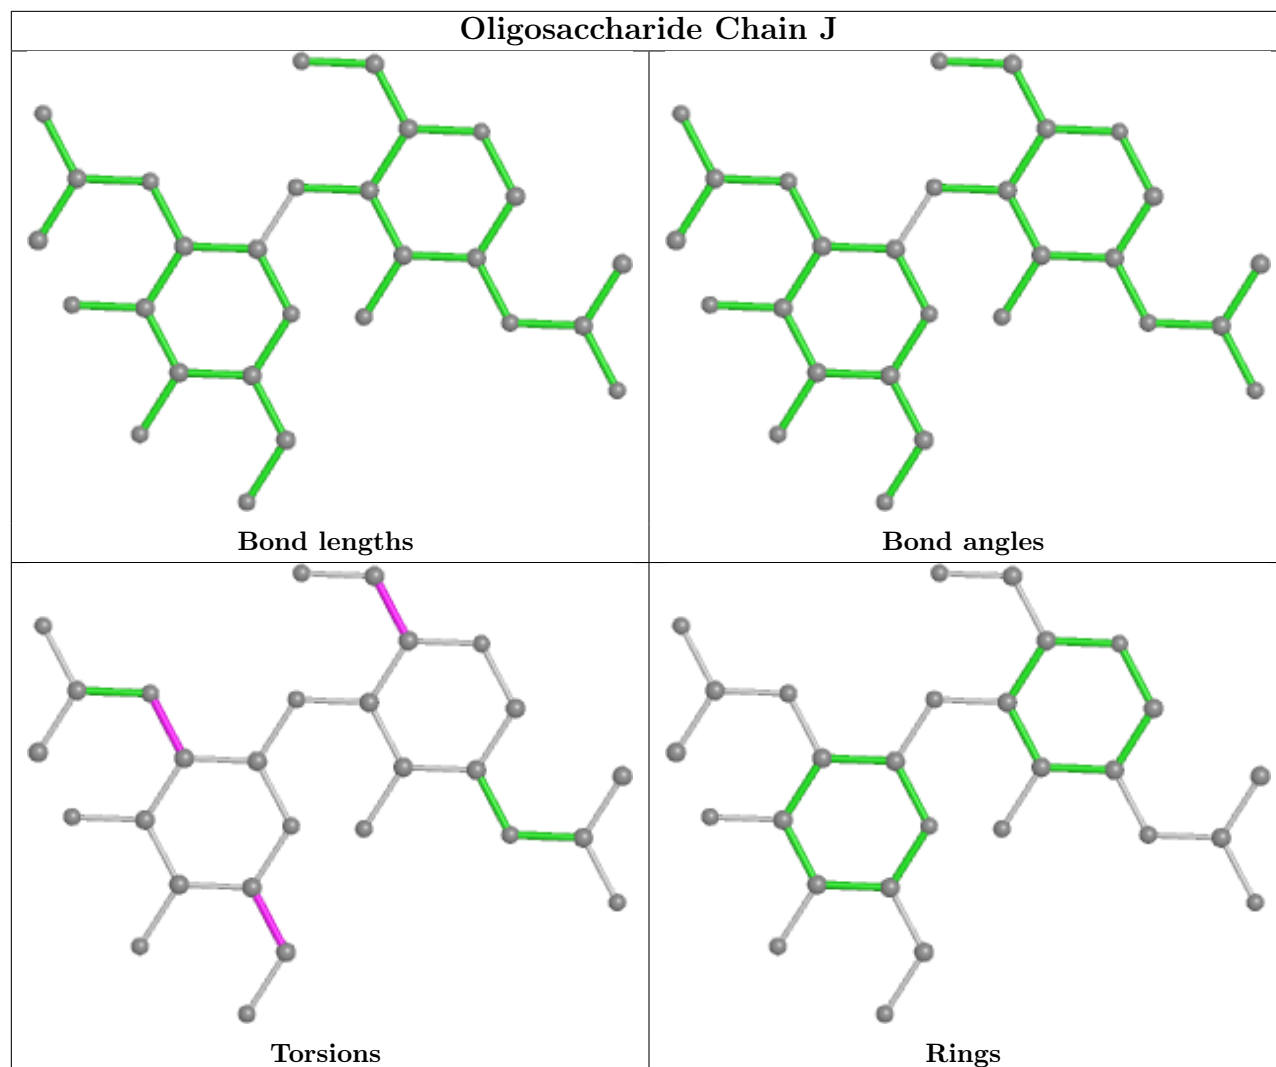 Oligosaccharide Chain J
Bond lengths
Bond angles
Torsions
Rings